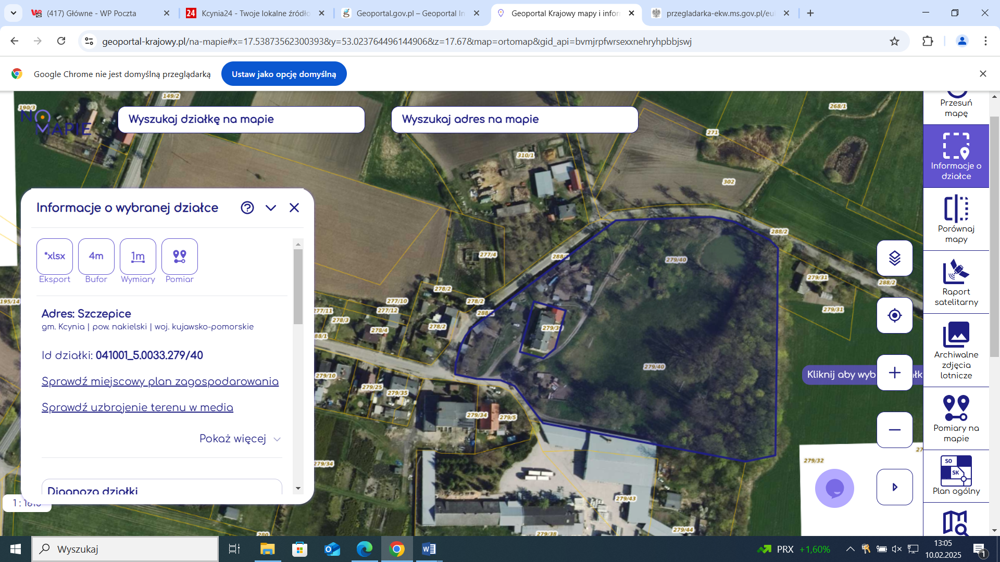 (417) Główne - WP Poczta
Kcynia24 - Twoje lokalne źródło
Geoportal.gov.pl – Geoportal In
Geoportal Krajowy mapy i infor
przegladarka-ekw.ms.gov.pl/euk
geoportal-krajowy.pl/na-mapie#x=17.53873562300393&y=53.023764496144906&z=17.67&map=ortomap&gid_api=bvmjrpfwrsexxnehryhpbbjswj
Google Chrome nie jest domyślną przeglądarką
Ustaw jako opcję domyślną
149/2
190/3
NO
MAPIE
Wyszukaj działkę na mapie
Wyszukaj adres na mapie
268/1
271
310/1
302
288/2
277/4
279/40
279/31
288/2
278/2
277/10
278/2
195/14
277/11
277/12
278/3
278/4
278/2
279/31
88/1
279/40
279/10
279/25
279/35
279/34
279/5
279/34
279/32
279/43
279/44
279/38
280
Informacje o wybranej działce
*xlsx
4m
1m
Eksport
Bufor
Wymiary
Pomiar
Adres: Szczepice
gm. Kcynia | pow. nakielski | woj. kujawsko-pomorskie
Id działki: 041001_5.0033.279/40
Sprawdź miejscowy plan zagospodarowania
Sprawdź uzbrojenie terenu w media
Pokaż więcej
Diagnoza działki
Kliknij aby wyb
Przesuń
mapę
Informacje o
działce
Porównaj
mapy
Raport
satelitarny
Archiwalne
zdjęcia
lotnicze
Pomiary na
mapie
SO
SK
Plan ogólny
Wyszukaj
PRX +1,60%
13:05
10.02.2025
1